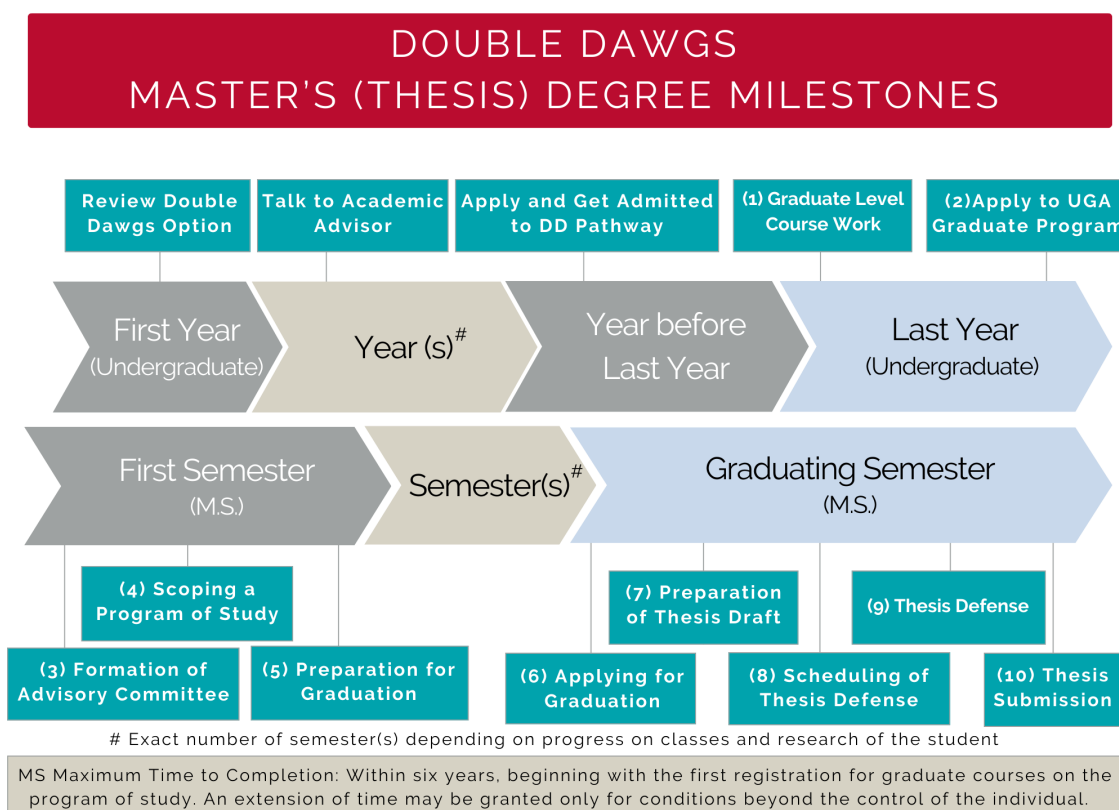 DOUBLE DAWGS
MASTER'S (THESIS) DEGREE MILESTONES
Review Double
Dawgs Option
Talk to Academic
Advisor
Apply and Get Admitted
to DD Pathway
(1) Graduate Level
Course Work
(2)Apply to UGA
Graduate Program
First Year
(Undergraduate)
Year (s)#
Year before
Last Year
Last Year
(Undergraduate)
First Semester
(M.S.)
Semester(s)#
Graduating Semester
(M.S.)
(3) Formation of
Advisory Committee
(4) Scoping a
Program of Study
(5) Preparation for
Graduation
(6) Applying for
Graduation
(7) Preparation
of Thesis Draft
(8) Scheduling of
Thesis Defense
(9) Thesis Defense
(10) Thesis
Submission
# Exact number of semester(s) depending on progress on classes and research of the student
MS Maximum Time to Completion: Within six years, beginning with the first registration for graduate courses on the
program of study. An extension of time may be granted only for conditions beyond the control of the individual.